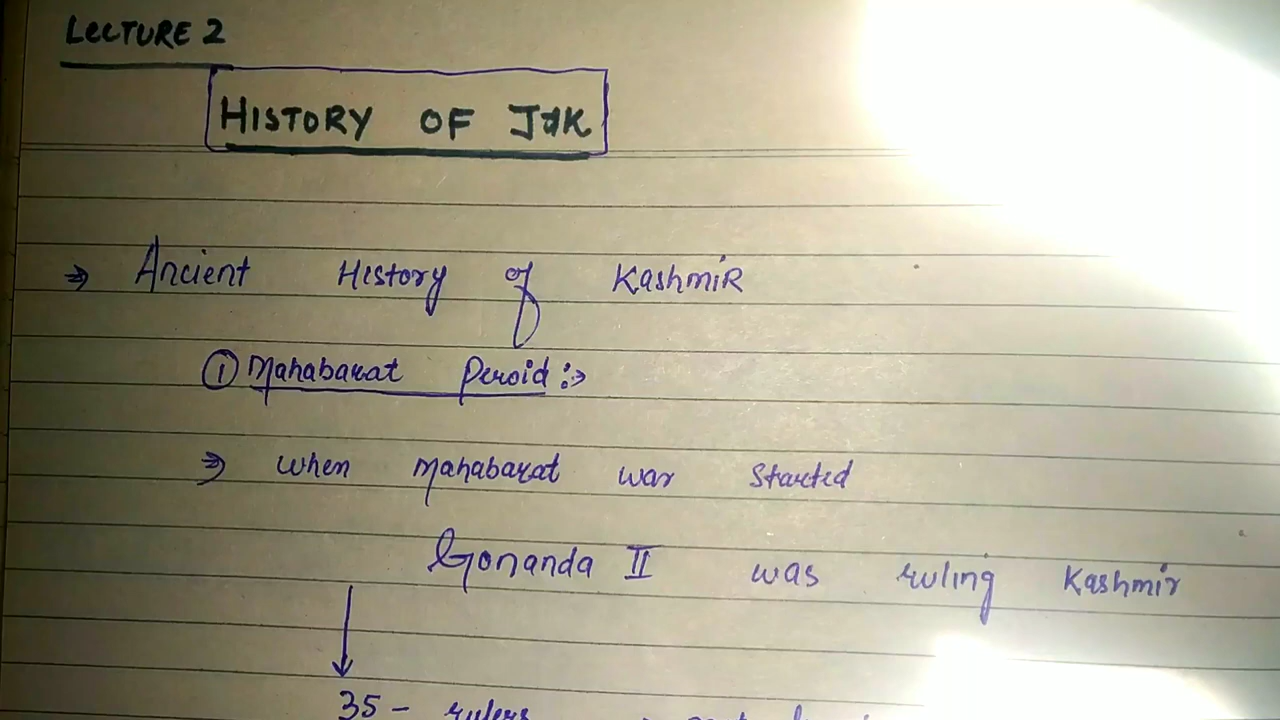 LECTURE 2
HISTORY OF J&K
⇒ Ancient History of Kashmir
① Mahabarat Peroid :→
⇒ when Mahabarat war started
Gonanda II was ruling Kashmir
35 - rulers